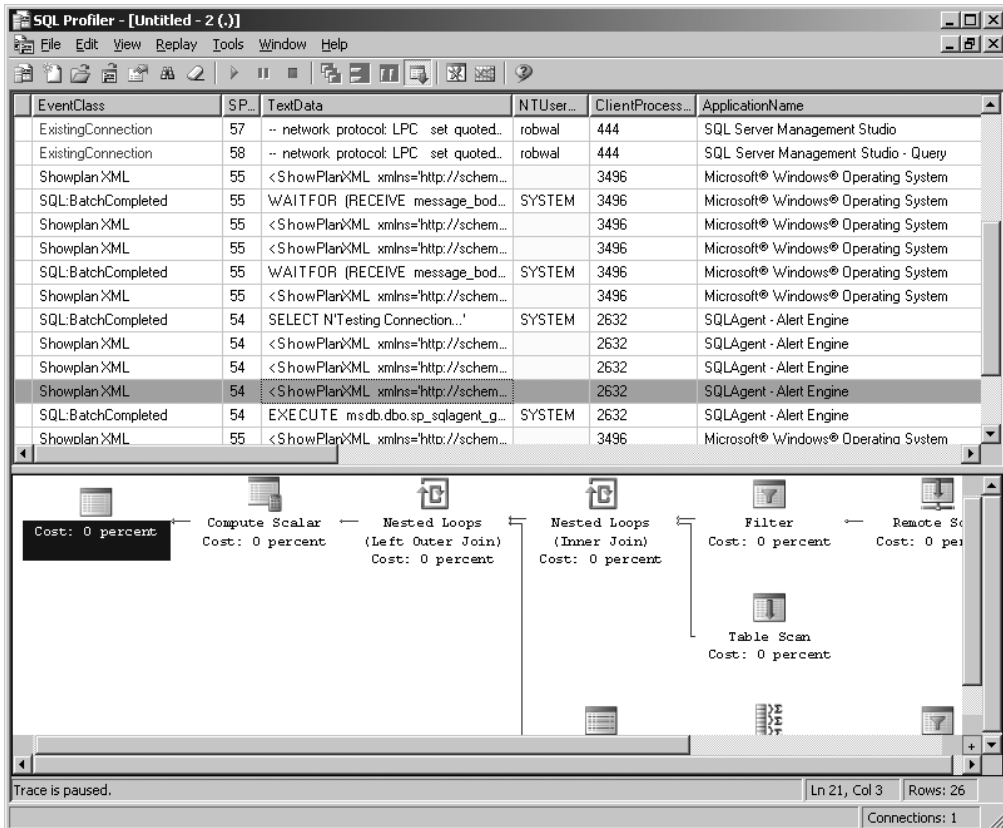 SQL Profiler - [Untitled - 2 (.)]
File Edit View Replay Tools Window Help
EventClass SP... TextData NTUser... ClientProcess... ApplicationName
ExistingConnection 57 -- network protocol: LPC set quoted... robwal 444 SQL Server Management Studio
ExistingConnection 58 -- network protocol: LPC set quoted... robwal 444 SQL Server Management Studio - Query
Showplan XML 55 <ShowPlanXML xmlns='http://schem... 3496 Microsoft® Windows® Operating System
SQL:BatchCompleted 55 WAITFOR (RECEIVE message_bod... SYSTEM 3496 Microsoft® Windows® Operating System
Showplan XML 55 <ShowPlanXML xmlns='http://schem... 3496 Microsoft® Windows® Operating System
Showplan XML 55 <ShowPlanXML xmlns='http://schem... 3496 Microsoft® Windows® Operating System
SQL:BatchCompleted 55 WAITFOR (RECEIVE message_bod... SYSTEM 3496 Microsoft® Windows® Operating System
Showplan XML 55 <ShowPlanXML xmlns='http://schem... 3496 Microsoft® Windows® Operating System
SQL:BatchCompleted 54 SELECT N'Testing Connection...' SYSTEM 2632 SQLAgent - Alert Engine
Showplan XML 54 <ShowPlanXML xmlns='http://schem... 2632 SQLAgent - Alert Engine
Showplan XML 54 <ShowPlanXML xmlns='http://schem... 2632 SQLAgent - Alert Engine
Showplan XML 54 <ShowPlanXML xmlns='http://schem... 2632 SQLAgent - Alert Engine
SQL:BatchCompleted 54 EXECUTE msdb.dbo.sp_sqlagent_g... SYSTEM 2632 SQLAgent - Alert Engine
Showplan XML 55 <ShowPlanXML xmlns='http://schem... 3496 Microsoft® Windows® Operating System
Cost: 0 percent
Compute Scalar
Cost: 0 percent
Nested Loops
(Left Outer Join)
Cost: 0 percent
Nested Loops
(Inner Join)
Cost: 0 percent
Filter
Cost: 0 percent
Remote Sc
Cost: 0 per
Table Scan
Cost: 0 percent
Trace is paused. Ln 21, Col 3 Rows: 26
Connections: 1